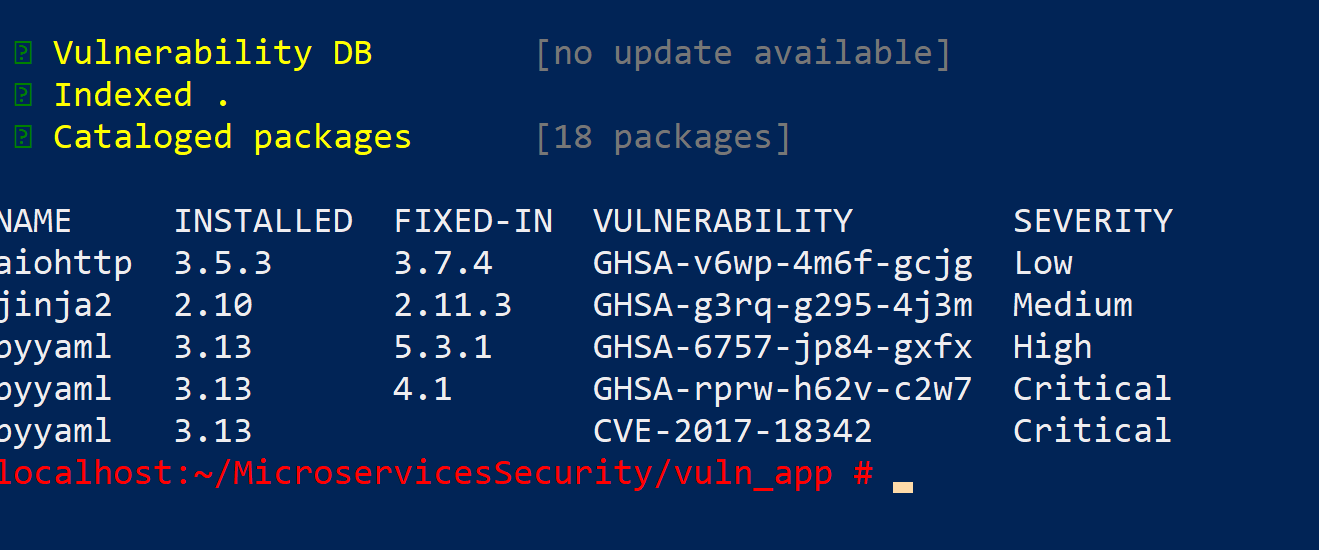 Vulnerability DB [no update available]
Indexed .
Cataloged packages [18 packages]
NAME INSTALLED FIXED-IN VULNERABILITY SEVERITY
aiohttp 3.5.3 3.7.4 GHSA-v6wp-4m6f-gcjg Low
jinja2 2.10 2.11.3 GHSA-g3rq-g295-4j3m Medium
pyyaml 3.13 5.3.1 GHSA-6757-jp84-gxfx High
pyyaml 3.13 4.1 GHSA-rprw-h62v-c2w7 Critical
pyyaml 3.13 CVE-2017-18342 Critical
localhost:~/MicroservicesSecurity/vuln_app #